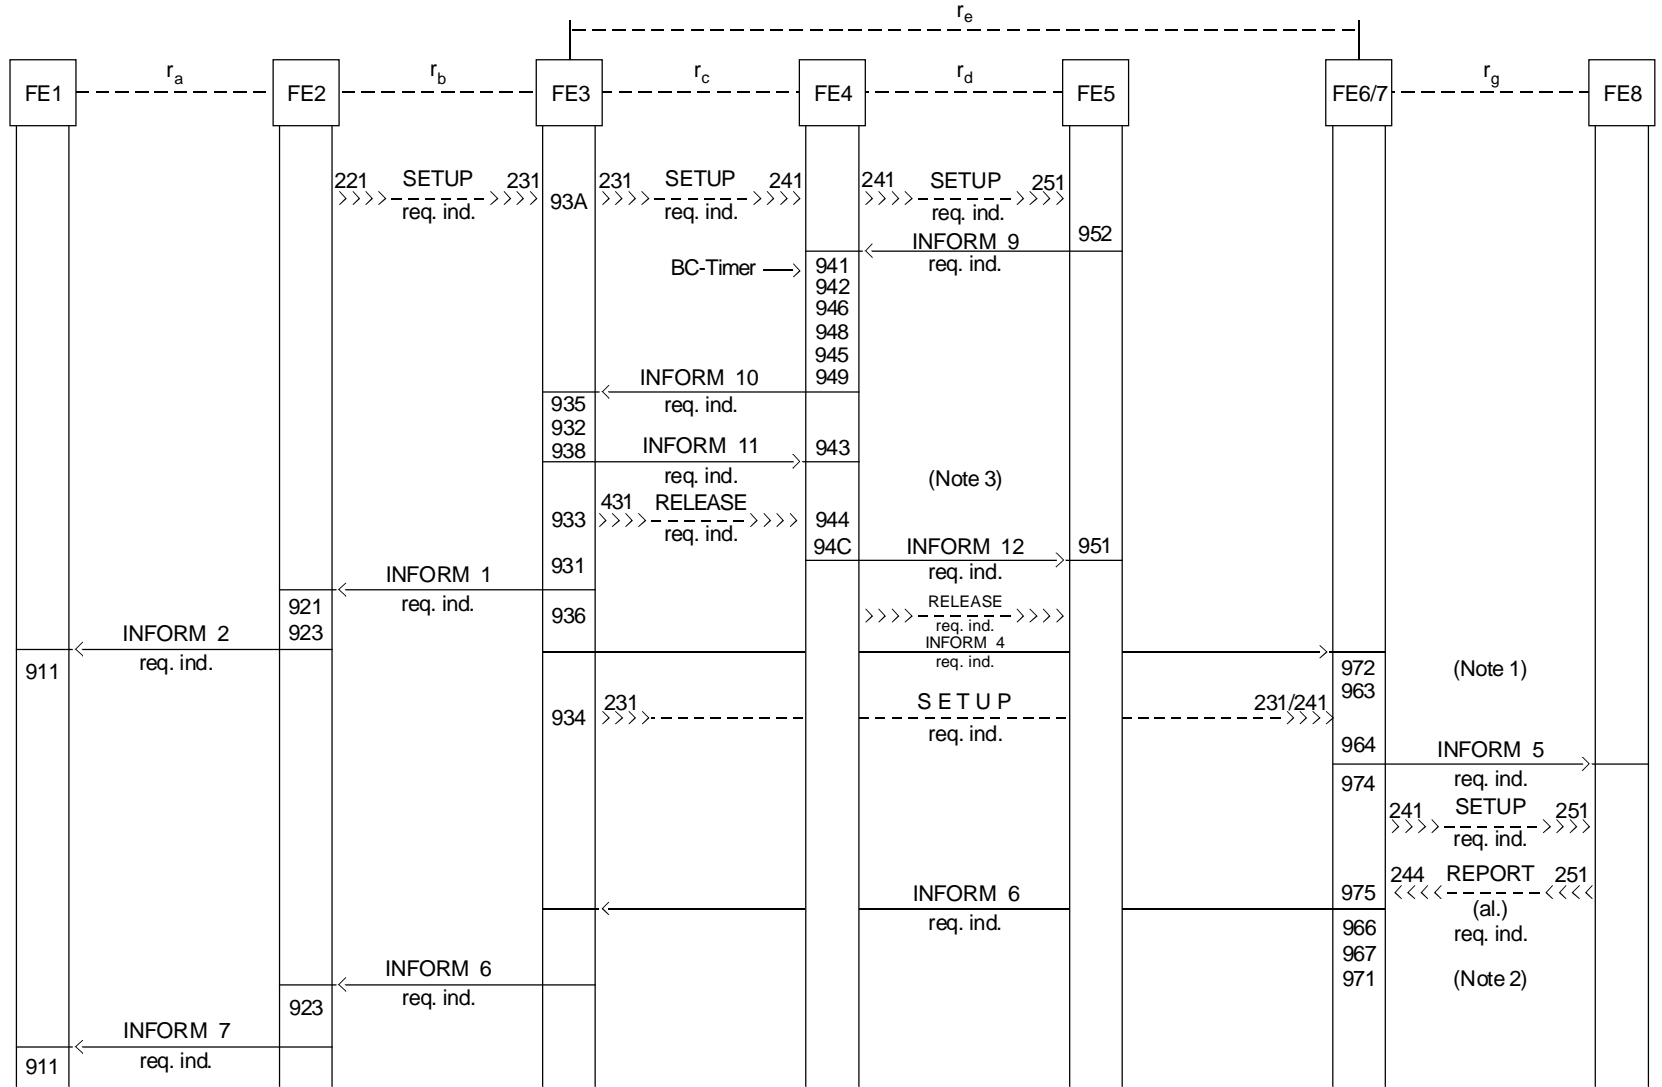 re
ra rb rc rd rg
FE1 FE2 FE3 FE4 FE5 FE6/7 FE8
221 SETUP 231 231 SETUP 241 241 SETUP 251
93A
req. ind. req. ind. req. ind.
952
INFORM 9
req. ind.
BC-Timer 941
942
946
948
945
INFORM 10 949
req. ind.
935
932
938 INFORM 11 943
req. ind.
(Note 3)
431 RELEASE
933 944
req. ind.
94C INFORM 12 951
req. ind.
931
INFORM 1
req. ind.
RELEASE
req. ind.
921 936
INFORM 2 923
req. ind.
INFORM 4
req. ind.
911 972 (Note 1)
963
231 SETUP 231/241
934
req. ind.
964 INFORM 5
req. ind.
974
241 SETUP 251
req. ind.
244 REPORT 251
975
(al.)
req. ind.
INFORM 6
req. ind.
966
967
971 (Note 2)
INFORM 6
req. ind.
923
INFORM 7
req. ind.
911